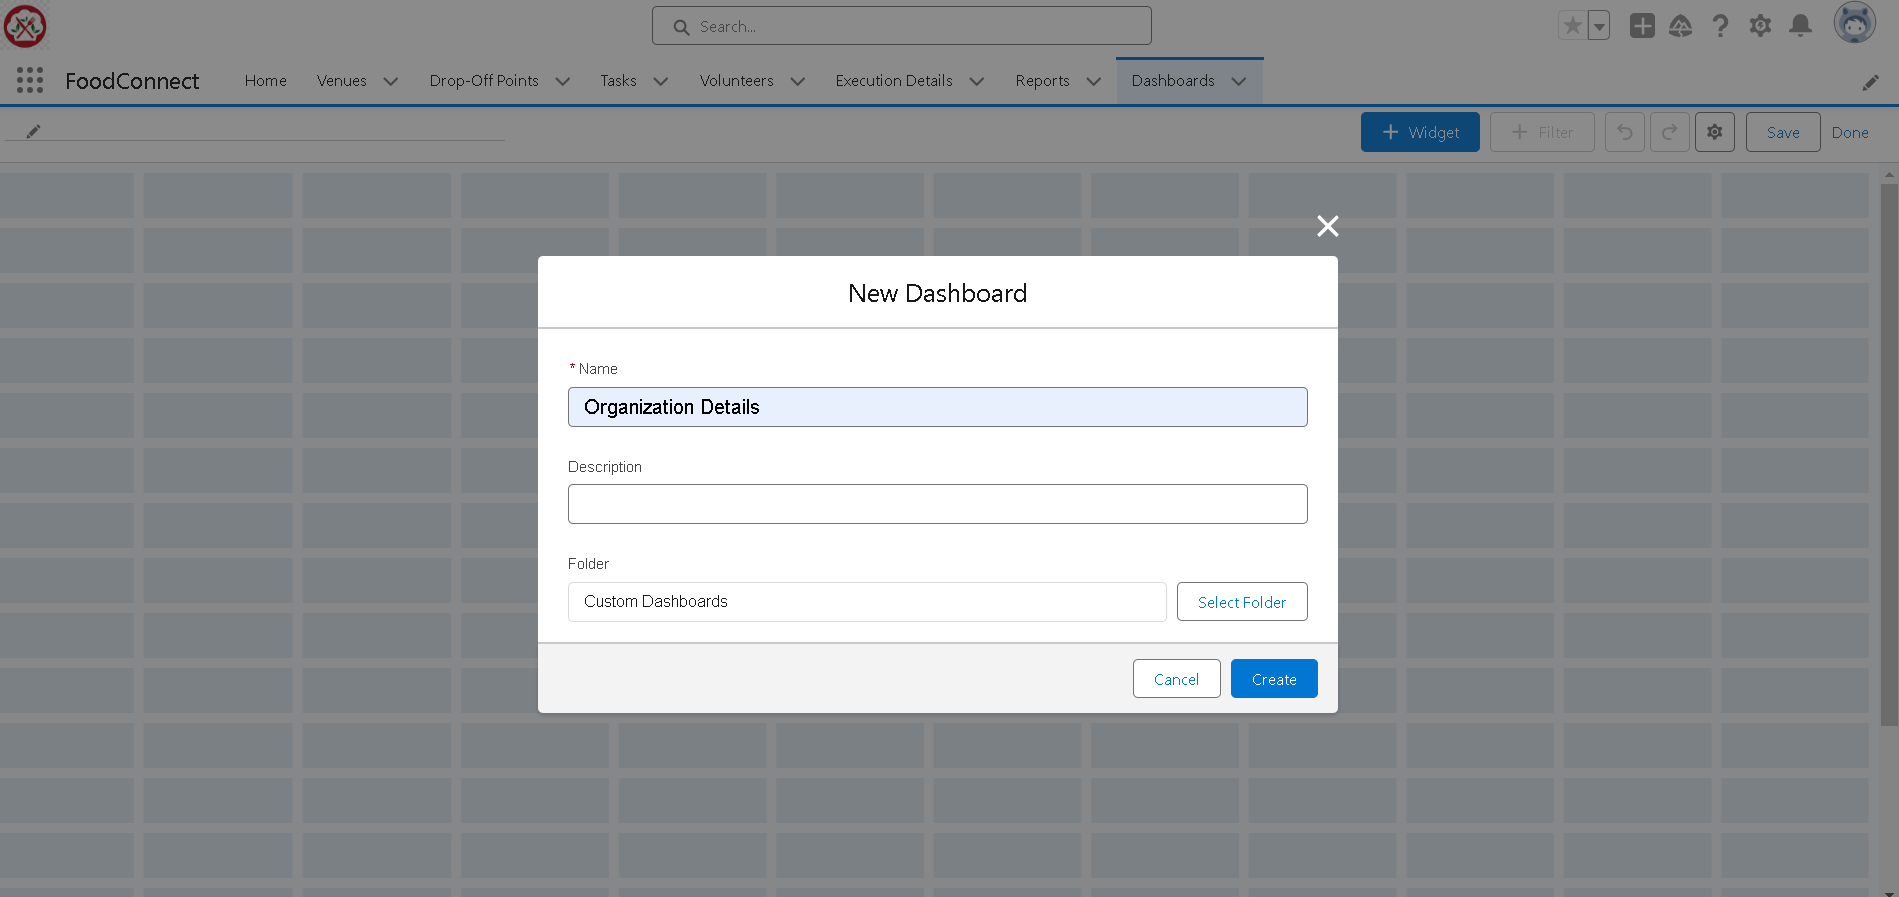 Search...
FoodConnect Home Venues Drop-Off Points Tasks Volunteers Execution Details Reports Dashboards
+ Widget + Filter Save Done
New Dashboard
* Name
Organization Details
Description
Folder
Custom Dashboards Select Folder
Cancel Create